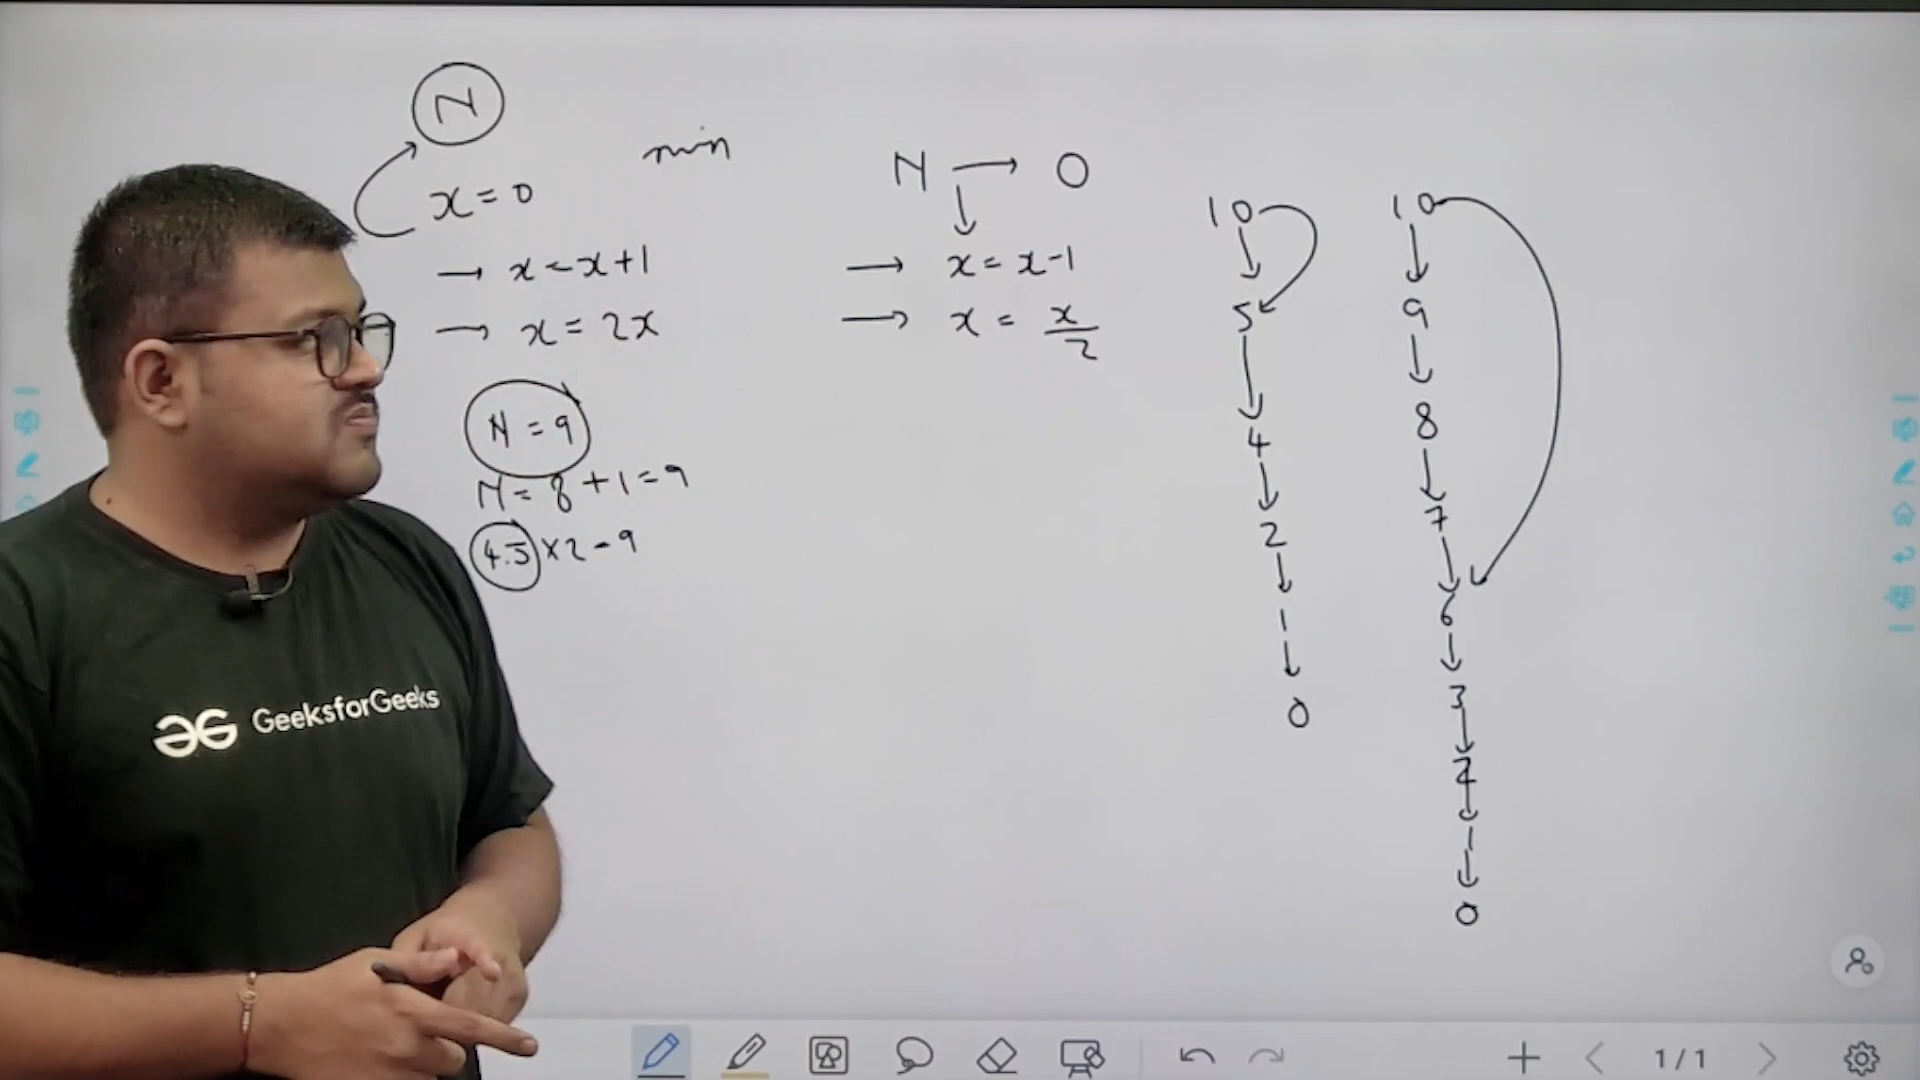 N
min
x = 0
→ x = x+1
→ x = 2x
N = 9
N = 8 + 1 = 9
4.5 × 2 = 9
N → 0
→ x = x-1
→ x = x/2
10
5
4
2
1
0
10
9
8
7
6
3
2
1
0
GeeksforGeeks
1/1